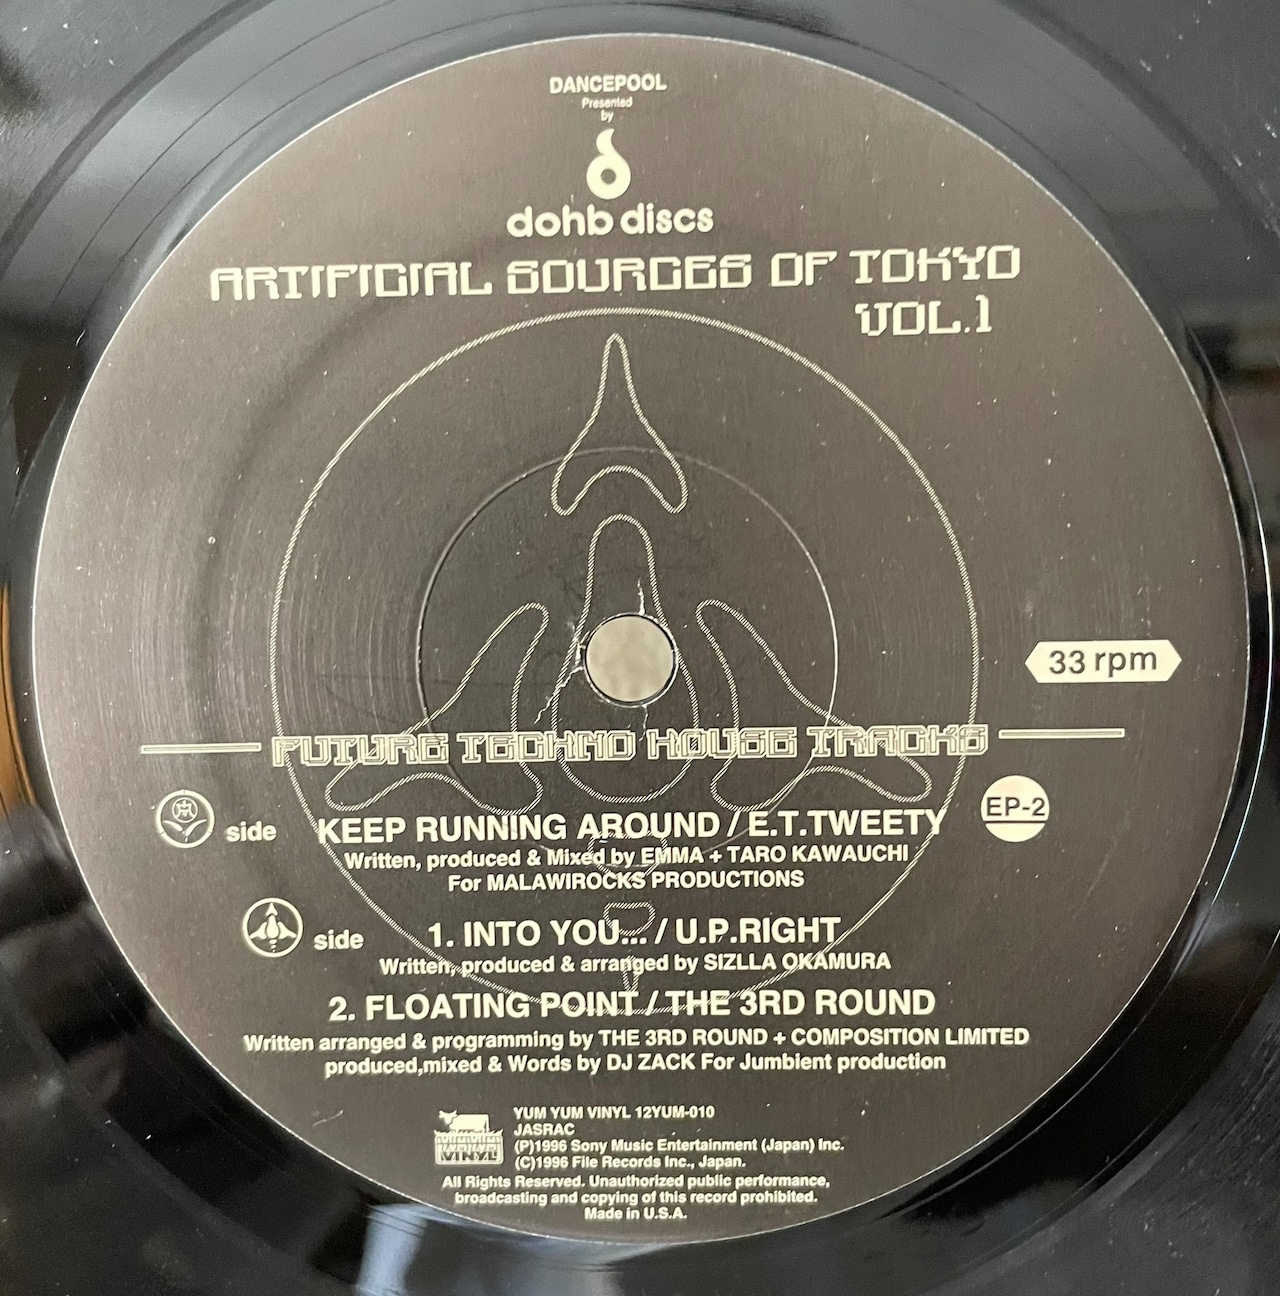 DANCEPOOL
Presented
by
dohb discs
ARTIFICIAL SOURCES OF TOKYO
VOL.1
33 rpm
FUTURE TECHNO HOUSE TRACKS
EP-2
side KEEP RUNNING AROUND / E.T.TWEETY
Written, produced & Mixed by EMMA + TARO KAWAUCHI
For MALAWIROCKS PRODUCTIONS
side 1. INTO YOU... / U.P.RIGHT
Written, produced & arranged by SIZLLA OKAMURA
2. FLOATING POINT / THE 3RD ROUND
Written arranged & programming by THE 3RD ROUND + COMPOSITION LIMITED
produced,mixed & Words by DJ ZACK For Jumbient production
YUM YUM VINYL 12YUM-010
JASRAC
(P)1996 Sony Music Entertainment (Japan) Inc.
(C)1996 File Records Inc., Japan.
VINYL
All Rights Reserved. Unauthorized public performance,
broadcasting and copying of this record prohibited.
Made in U.S.A.